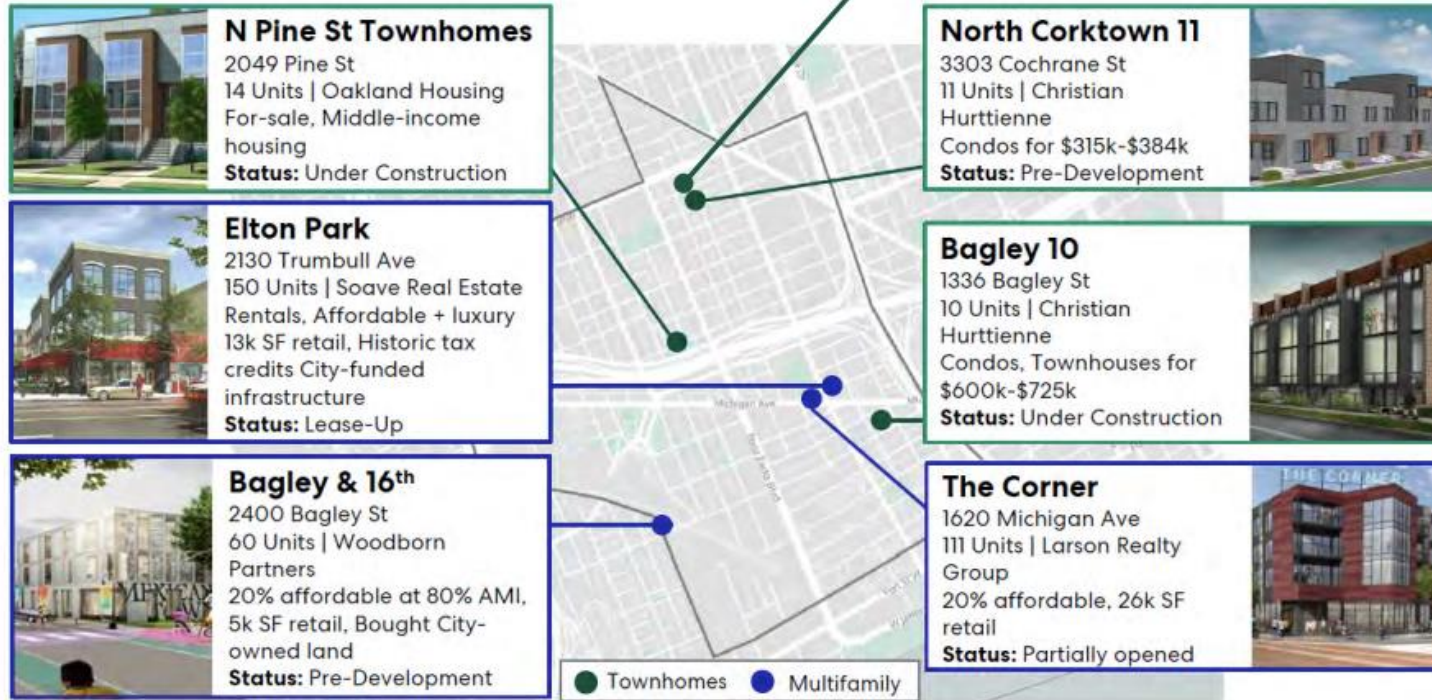 N Pine St Townhomes
2049 Pine St
14 Units | Oakland Housing
For-sale, Middle-income
housing
Status: Under Construction
Elton Park
2130 Trumbull Ave
150 Units | Soave Real Estate
Rentals, Affordable + luxury
13k SF retail, Historic tax
credits City-funded
infrastructure
Status: Lease-Up
Bagley & 16th
2400 Bagley St
60 Units | Woodborn
Partners
20% affordable at 80% AMI,
5k SF retail, Bought City-
owned land
Status: Pre-Development
Michigan Ave
Rosa Parks Blvd
Townhomes
Multifamily
North Corktown 11
3303 Cochrane St
11 Units | Christian
Hurttienne
Condos for $315k-$384k
Status: Pre-Development
Bagley 10
1336 Bagley St
10 Units | Christian
Hurttienne
Condos, Townhouses for
$600k-$725k
Status: Under Construction
The Corner
1620 Michigan Ave
111 Units | Larson Realty
Group
20% affordable, 26k SF
retail
Status: Partially opened
THE CORNER